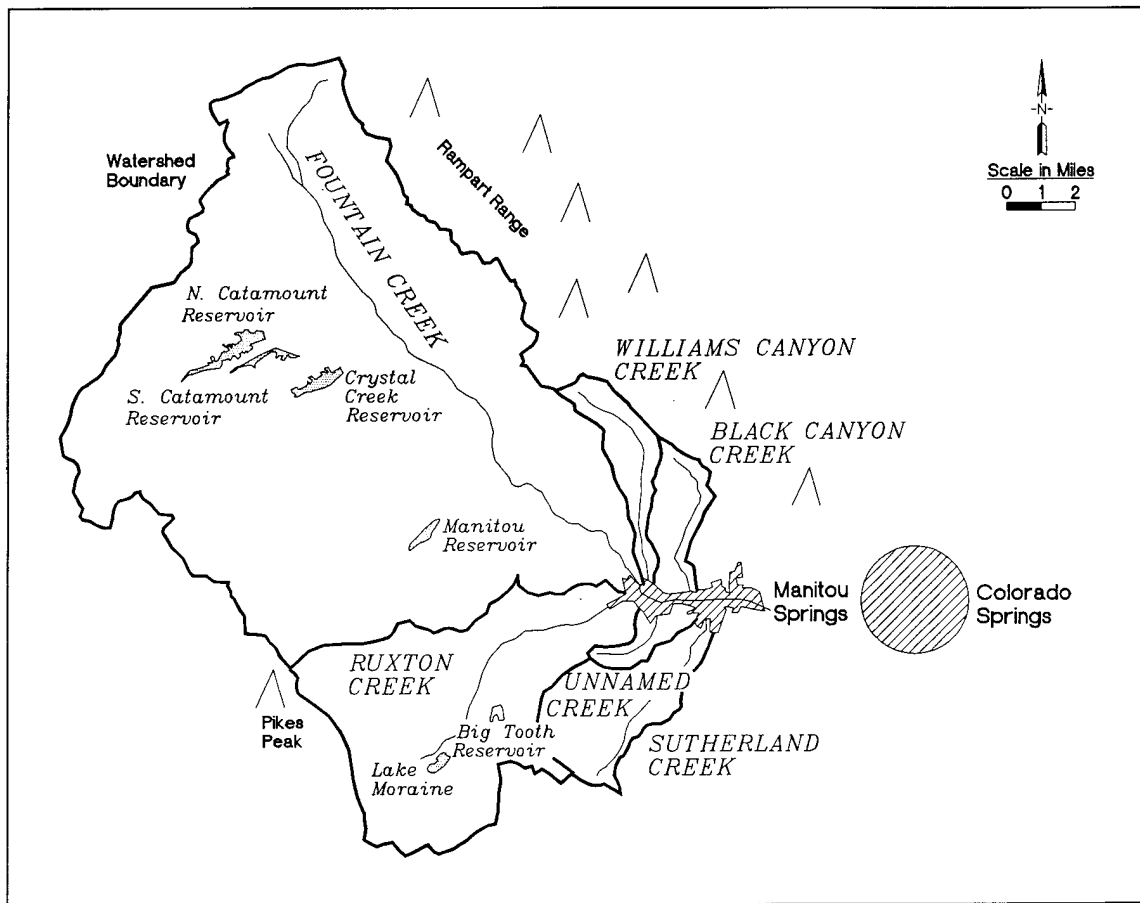 -N-
Scale in Miles
0 1 2
Watershed
Boundary
Rampart Range
FOUNTAIN CREEK
N. Catamount
Reservoir
S. Catamount
Reservoir
Crystal
Creek
Reservoir
WILLIAMS CANYON
CREEK
BLACK CANYON
CREEK
Manitou
Reservoir
Manitou
Springs
Colorado
Springs
RUXTON
CREEK
UNNAMED
CREEK
Pikes
Peak
Big Tooth
Reservoir
SUTHERLAND
CREEK
Lake
Moraine